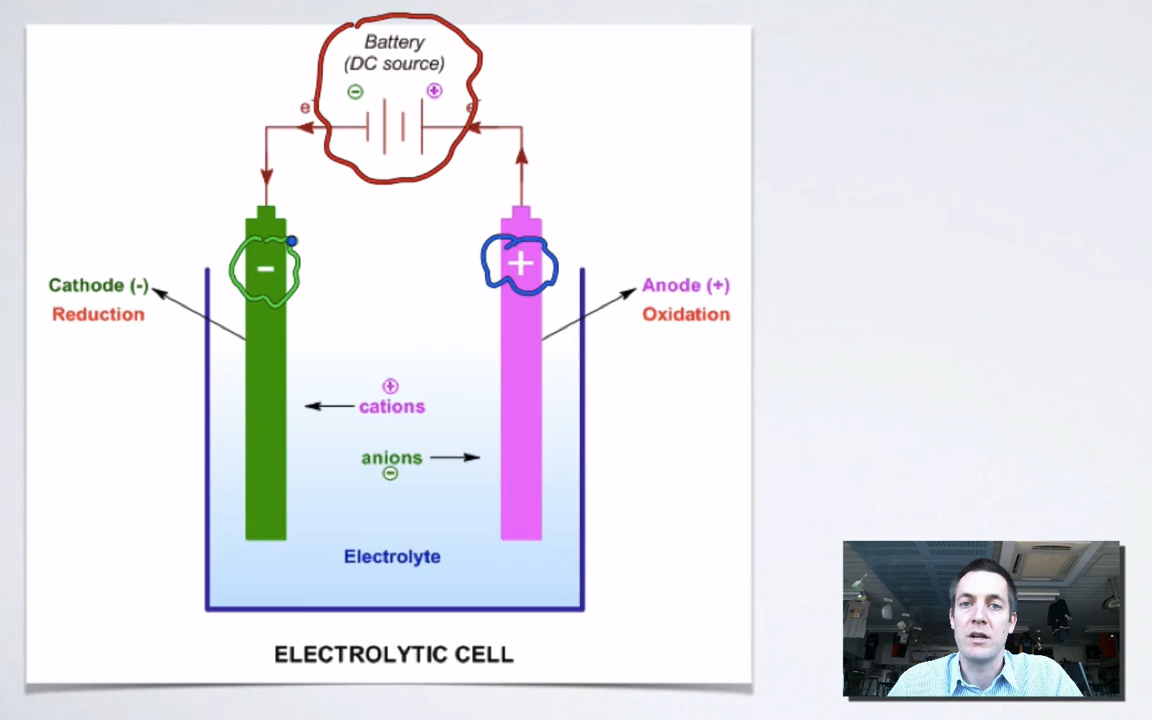 Battery
(DC source)
⊖ ⊕
e⁻ e⁻
− +
Cathode (-)
Reduction
Anode (+)
Oxidation
⊕
cations
anions
⊖
Electrolyte
ELECTROLYTIC CELL